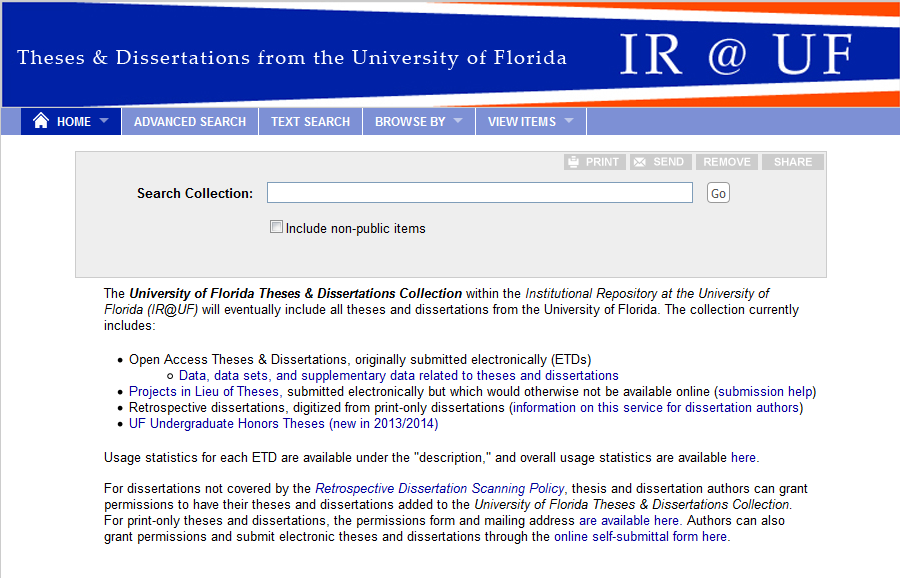 Theses & Dissertations from the University of Florida
IR @ UF
HOME ADVANCED SEARCH TEXT SEARCH BROWSE BY VIEW ITEMS
PRINT SEND REMOVE SHARE
Search Collection: Go
Include non-public items
The University of Florida Theses & Dissertations Collection within the Institutional Repository at the University of
Florida (IR@UF) will eventually include all theses and dissertations from the University of Florida. The collection currently
includes:
• Open Access Theses & Dissertations, originally submitted electronically (ETDs)
o Data, data sets, and supplementary data related to theses and dissertations
• Projects in Lieu of Theses, submitted electronically but which would otherwise not be available online (submission help)
• Retrospective dissertations, digitized from print-only dissertations (information on this service for dissertation authors)
• UF Undergraduate Honors Theses (new in 2013/2014)
Usage statistics for each ETD are available under the "description," and overall usage statistics are available here.
For dissertations not covered by the Retrospective Dissertation Scanning Policy, thesis and dissertation authors can grant
permissions to have their theses and dissertations added to the University of Florida Theses & Dissertations Collection.
For print-only theses and dissertations, the permissions form and mailing address are available here. Authors can also
grant permissions and submit electronic theses and dissertations through the online self-submittal form here.